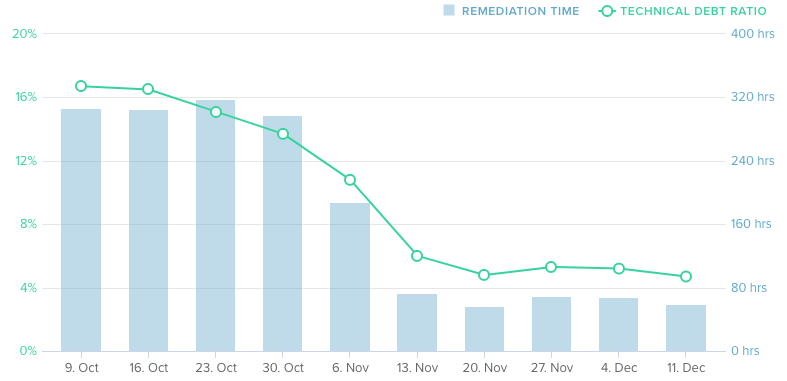 REMEDIATION TIME TECHNICAL DEBT RATIO
20% 400 hrs
16% 320 hrs
12% 240 hrs
8% 160 hrs
4% 80 hrs
0% 0 hrs
9. Oct 16. Oct 23. Oct 30. Oct 6. Nov 13. Nov 20. Nov 27. Nov 4. Dec 11. Dec